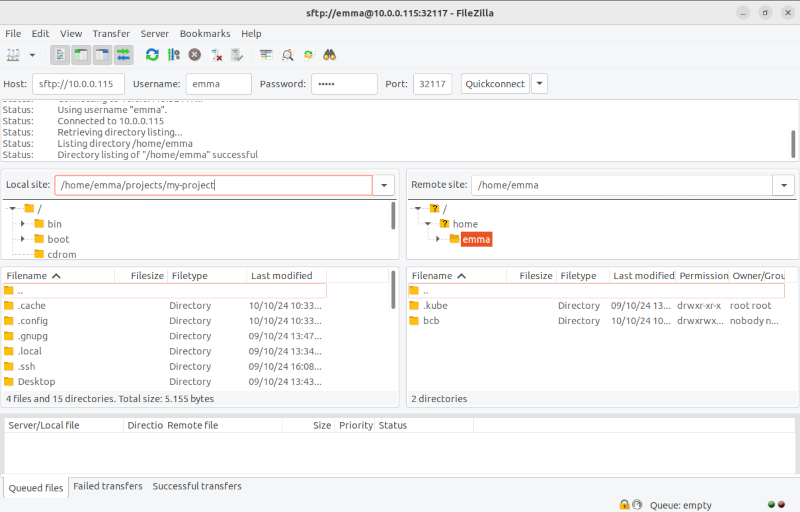 sftp://emma@10.0.0.115:32117 - FileZilla
File Edit View Transfer Server Bookmarks Help
Host: sftp://10.0.0.115 Username: emma Password: ••••• Port: 32117 Quickconnect
Status:
Status: Using username "emma".
Status: Connected to 10.0.0.115
Status: Retrieving directory listing...
Status: Listing directory /home/emma
Status: Directory listing of "/home/emma" successful
Local site: /home/emma/projects/my-project
/
bin
boot
cdrom
Remote site: /home/emma
/
home
emma
Filename Filesize Filetype Last modified
..
.cache Directory 10/10/24 10:33...
.config Directory 10/10/24 10:33...
.gnupg Directory 09/10/24 13:47...
.local Directory 09/10/24 13:34...
.ssh Directory 09/10/24 16:08...
Desktop Directory 09/10/24 13:43...
4 files and 15 directories. Total size: 5.155 bytes
Filename Filesize Filetype Last modified Permission Owner/Grou
..
.kube Directory 09/10/24 13... drwxr-xr-x root root
bcb Directory 10/10/24 10... drwxrwx... nobody n...
2 directories
Server/Local file Directio Remote file Size Priority Status
Queued files Failed transfers Successful transfers
Queue: empty